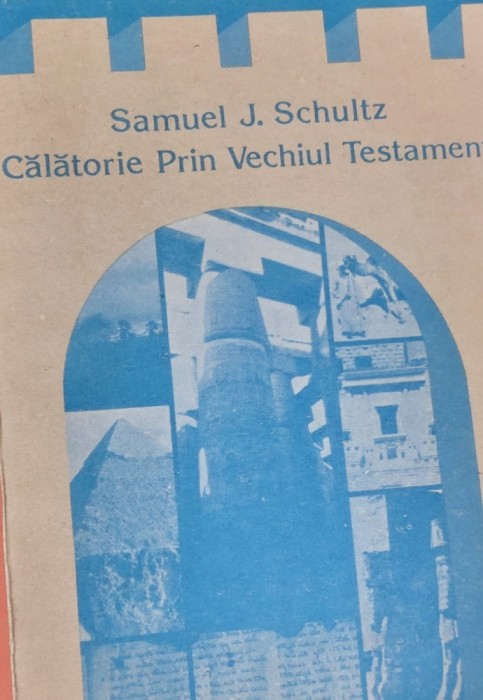 Samuel J. Schultz
Călătorie Prin Vechiul Testament